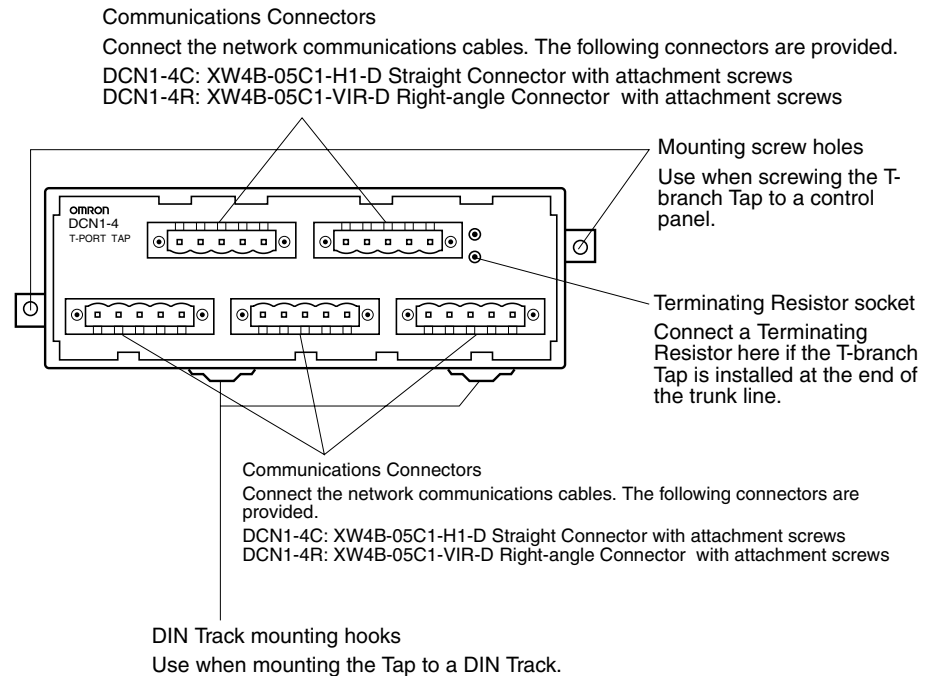 Communications Connectors
Connect the network communications cables. The following connectors are provided.
DCN1-4C: XW4B-05C1-H1-D Straight Connector with attachment screws
DCN1-4R: XW4B-05C1-VIR-D Right-angle Connector with attachment screws
Mounting screw holes
Use when screwing the T-
branch Tap to a control
panel.
OMRON
DCN1-4
T-PORT TAP
Terminating Resistor socket
Connect a Terminating
Resistor here if the T-branch
Tap is installed at the end of
the trunk line.
Communications Connectors
Connect the network communications cables. The following connectors are
provided.
DCN1-4C: XW4B-05C1-H1-D Straight Connector with attachment screws
DCN1-4R: XW4B-05C1-VIR-D Right-angle Connector with attachment screws
DIN Track mounting hooks
Use when mounting the Tap to a DIN Track.